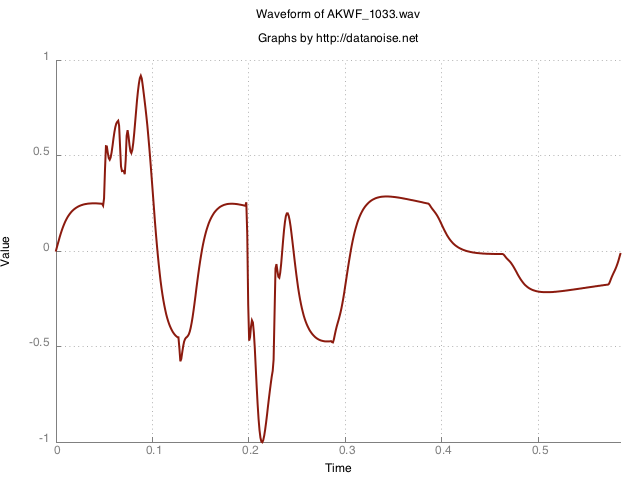 Waveform of AKWF_1033.wav
Graphs by http://datanoise.net
1
0.5
0
-0.5
-1
Value
0 0.1 0.2 0.3 0.4 0.5
Time